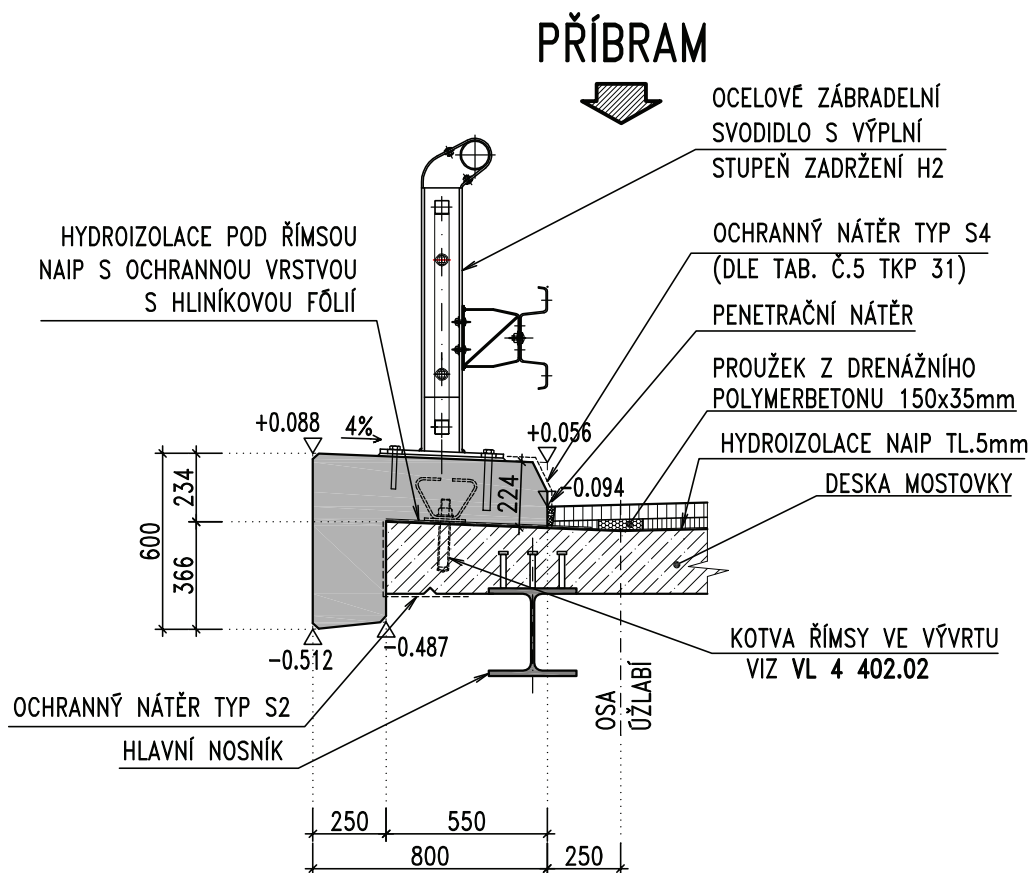 PŘÍBRAM
OCELOVÉ ZÁBRADELNÍ
SVODIDLO S VÝPLNÍ
STUPEŇ ZADRŽENÍ H2
HYDROIZOLACE POD ŘÍMSOU
NAIP S OCHRANNOU VRSTVOU
S HLINÍKOVOU FÓLIÍ
OCHRANNÝ NÁTĚR TYP S4
(DLE TAB. Č.5 TKP 31)
PENETRAČNÍ NÁTĚR
PROUŽEK Z DRENÁŽNÍHO
POLYMERBETONU 150x35mm
HYDROIZOLACE NAIP TL.5mm
DESKA MOSTOVKY
+0.088
4%
+0.056
-0.094
234
224
600
366
-0.512
-0.487
KOTVA ŘÍMSY VE VÝVRTU
VIZ VL 4 402.02
OSA
ÚŽLABÍ
OCHRANNÝ NÁTĚR TYP S2
HLAVNÍ NOSNÍK
250
550
800
250